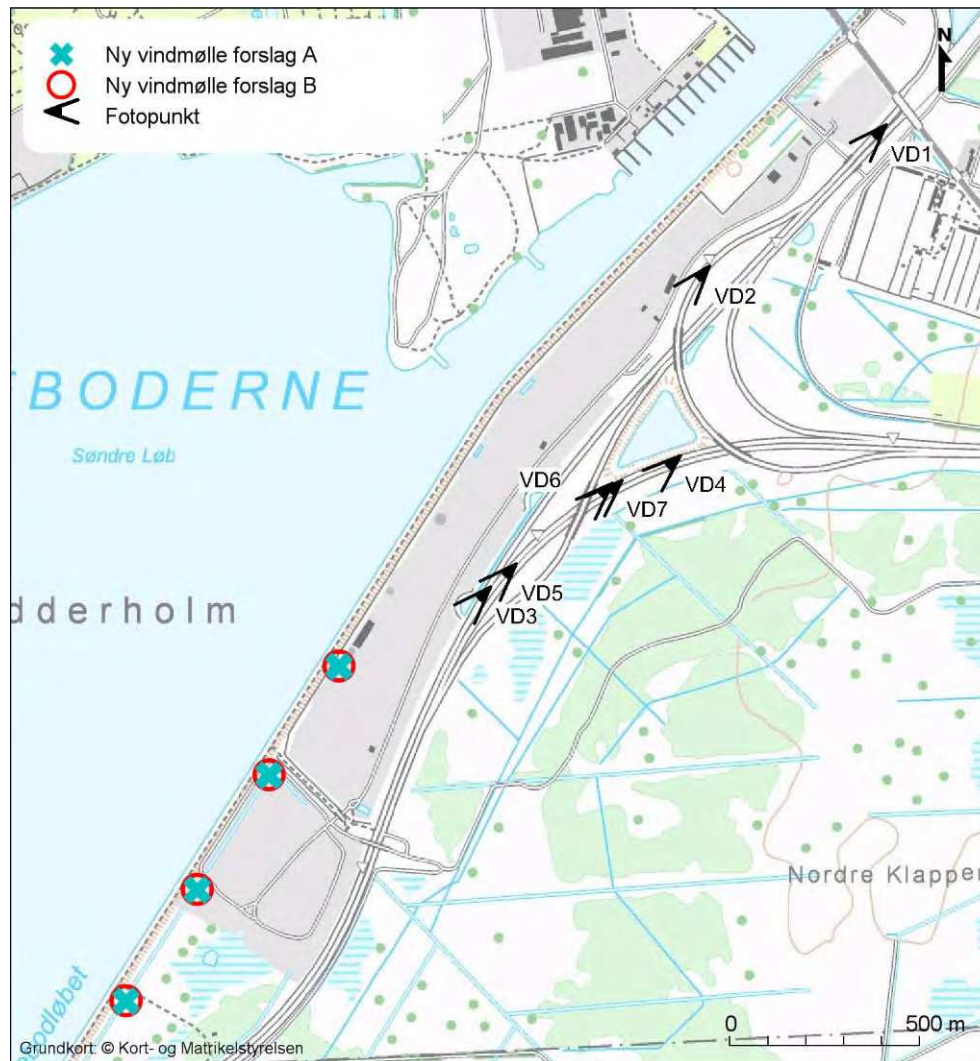 Ny vindmølle forslag A
Ny vindmølle forslag B
Fotopunkt
N
VD1
VD2
BODERNE
Søndre Løb
VD6
VD4
VD7
dderholm
VD5
VD3
Nordre Klapper
bodløbet
0 500 m
Grundkort: © Kort- og Matrikelstyrelsen